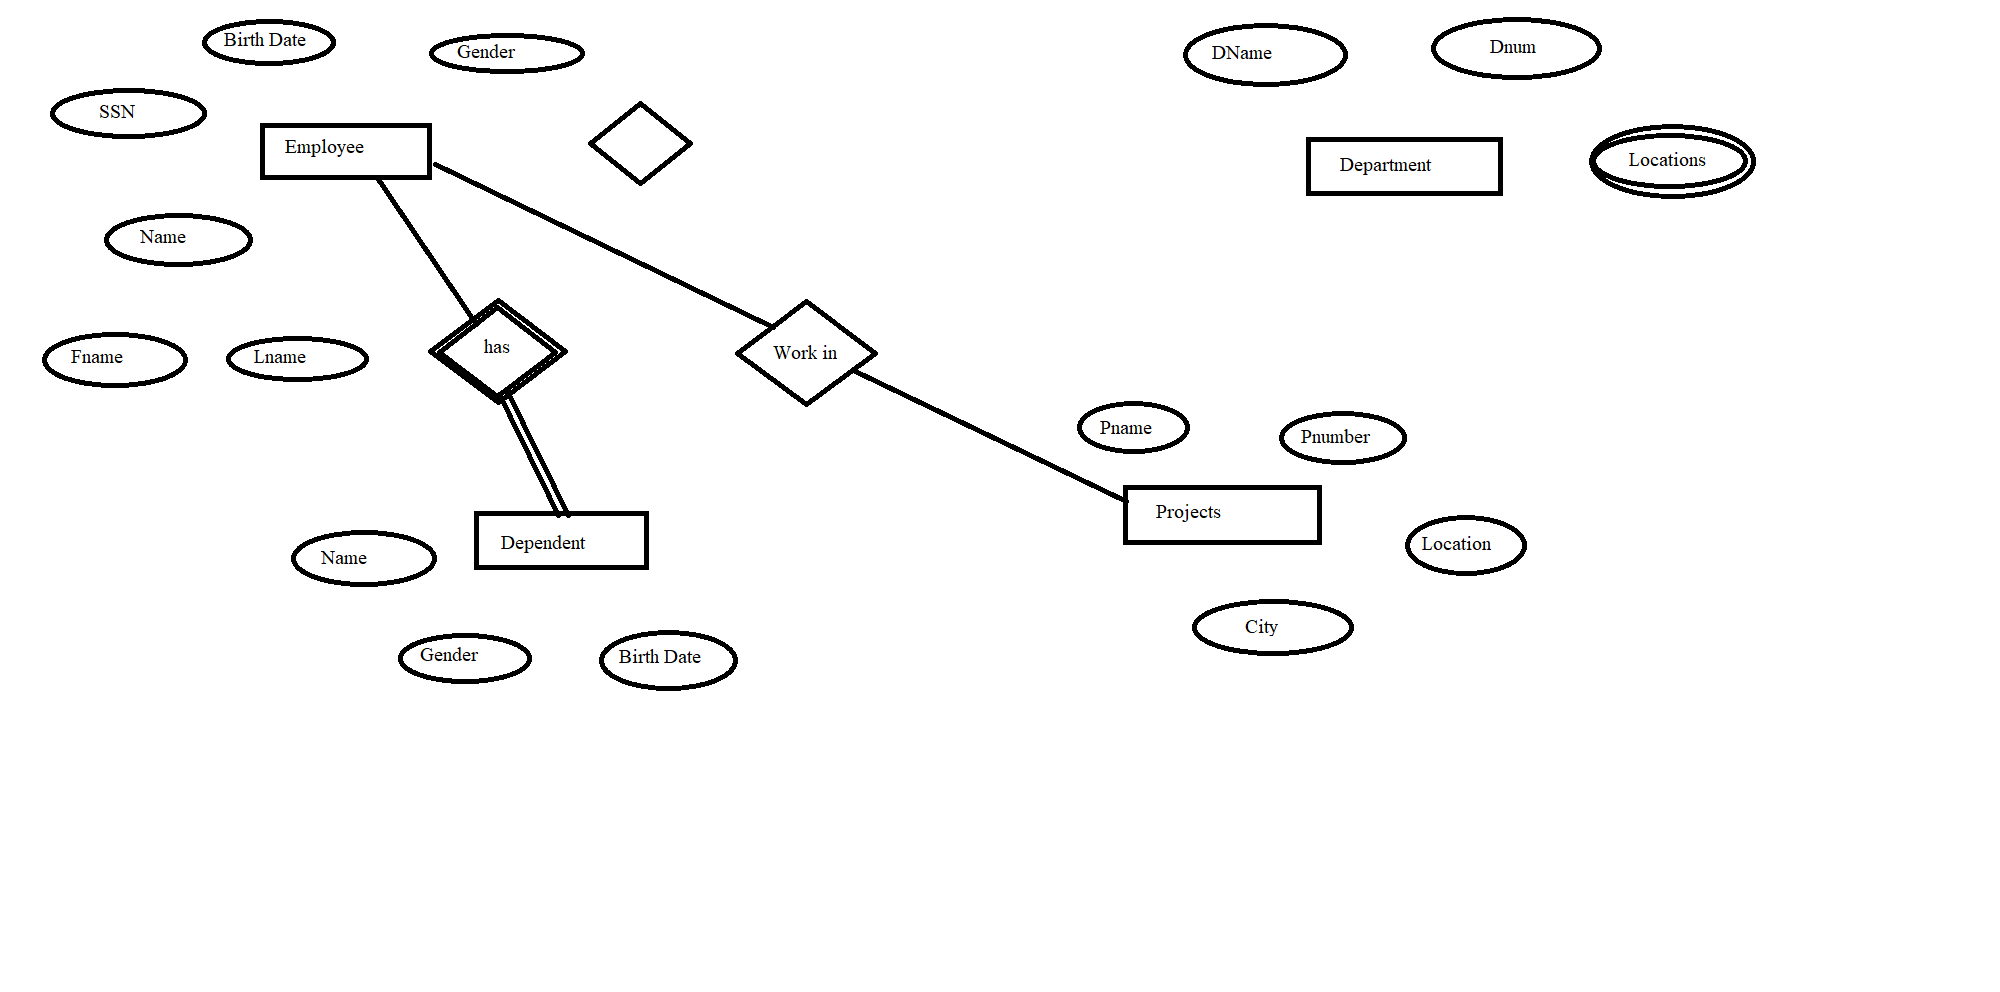 Birth Date
Gender
DName
Dnum
SSN
Employee
Department
Locations
Name
Fname
Lname
has
Work in
Pname
Pnumber
Projects
Dependent
Location
Name
City
Gender
Birth Date